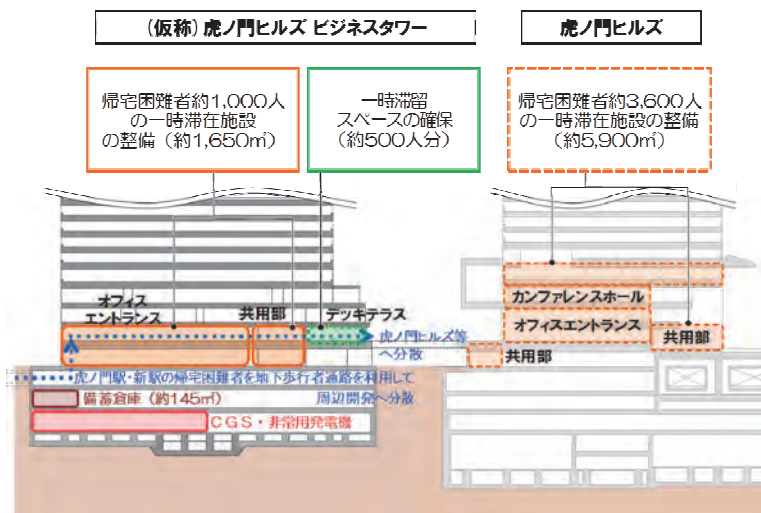 (仮称)虎ノ門ヒルズ ビジネスタワー
虎ノ門ヒルズ
帰宅困難者約1,000人
の一時滞在施設
の整備(約1,650㎡)
一時滞留
スペースの確保
(約500人分)
帰宅困難者約3,600人
の一時滞在施設の整備
(約5,900㎡)
オフィス
エントランス
共用部
デッキテラス
虎ノ門ヒルズ等
へ分散
カンファレンスホール
オフィスエントランス
共用部
共用部
虎ノ門駅・新駅の帰宅困難者を地下歩行者通路を利用して
周辺開発へ分散
備蓄倉庫(約145㎡)
CGS・非常用発電機